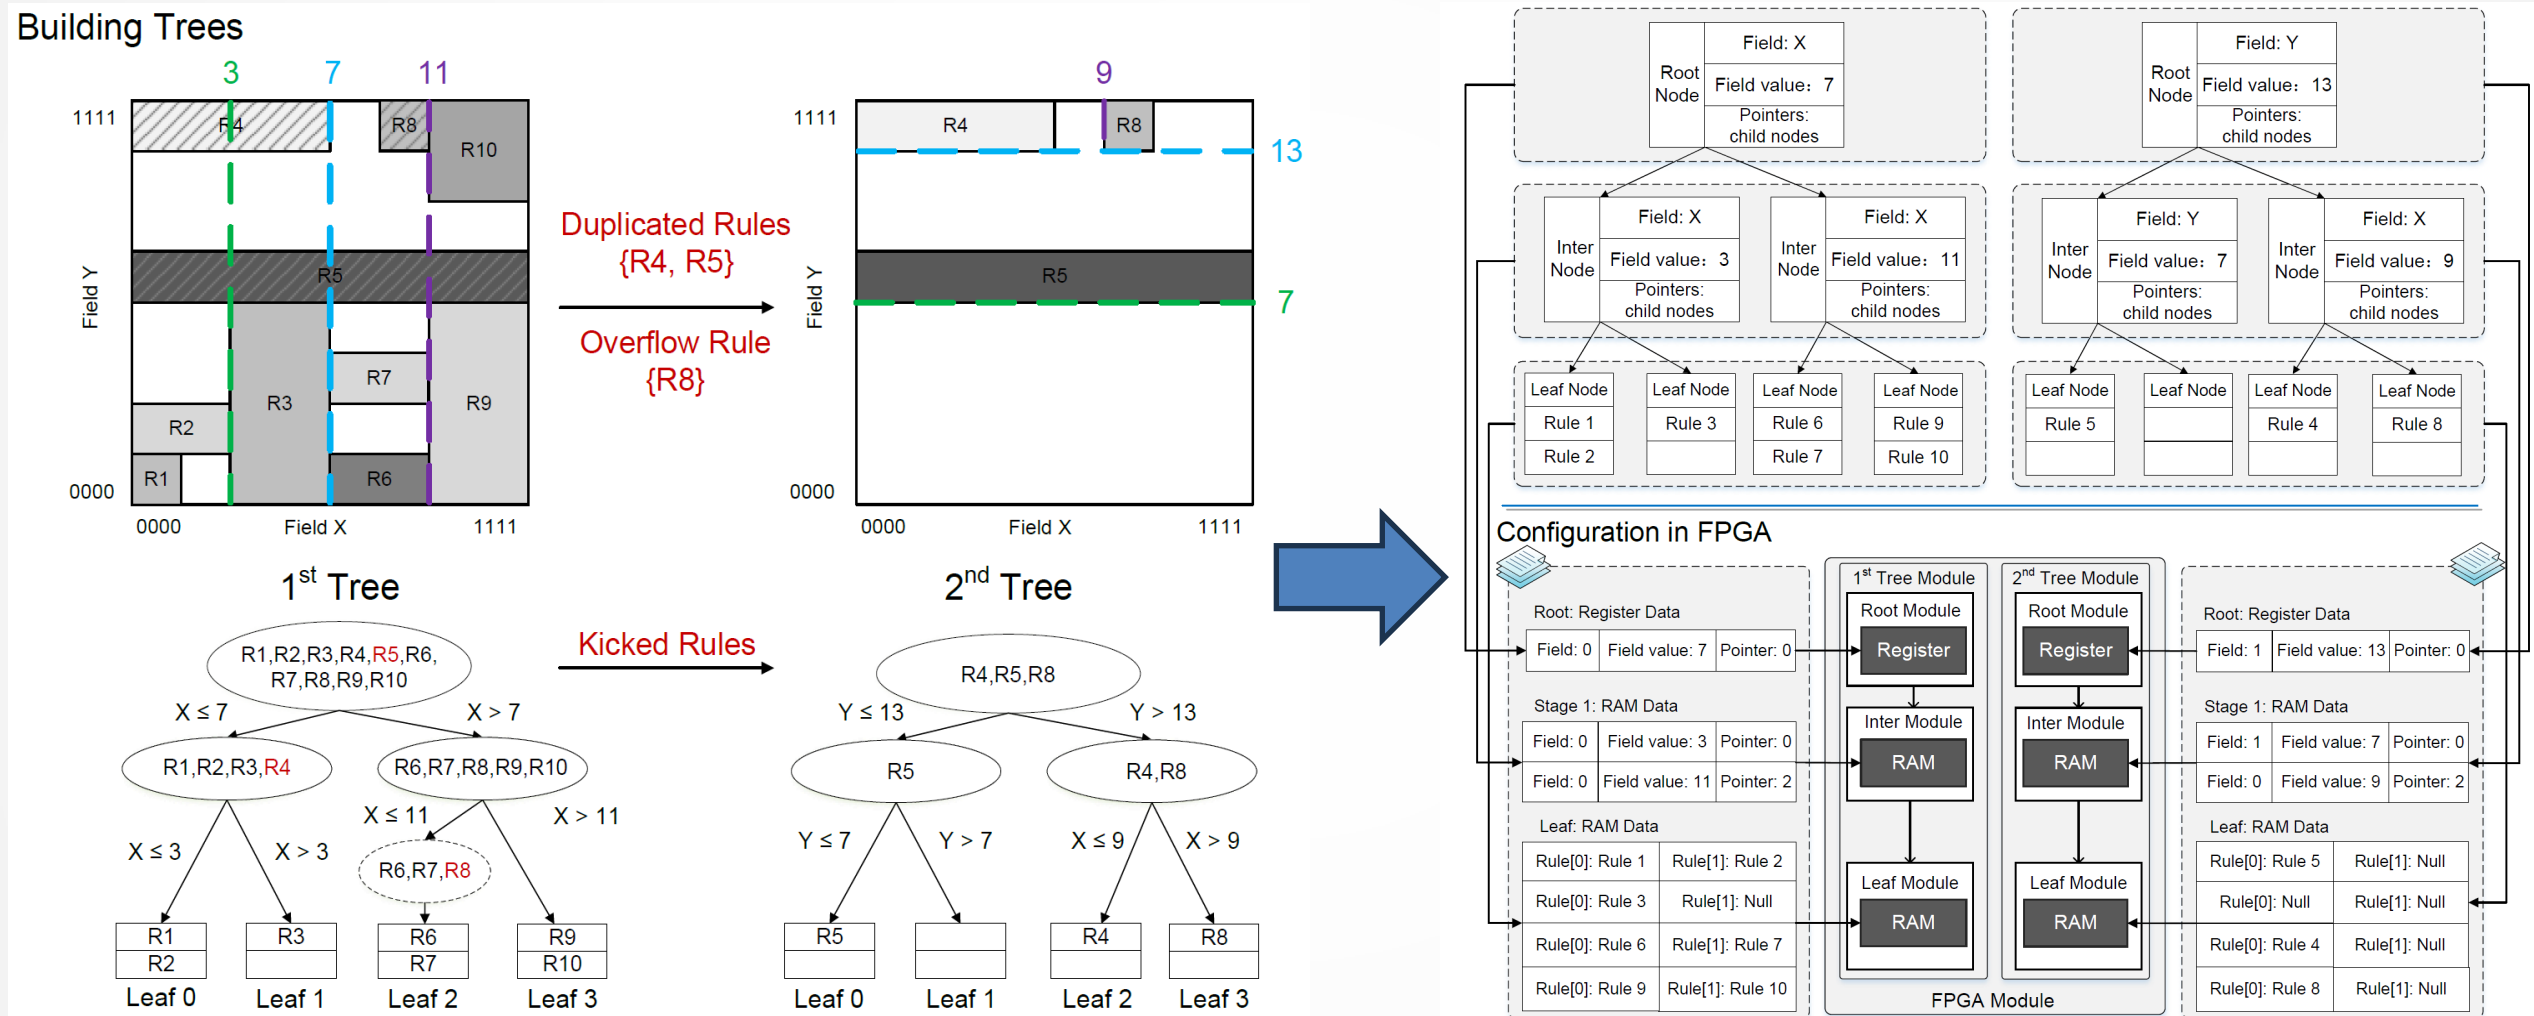 Building Trees
3
7
11
1111
R4
R8
R10
R5
R7
R3
R9
R2
R1
R6
0000
Field Y
0000
Field X
1111
Duplicated Rules
{R4, R5}
Overflow Rule
{R8}
9
1111
R4
R8
13
R5
7
0000
Field Y
0000
Field X
1111
1st Tree
2nd Tree
R1,R2,R3,R4,R5,R6,
R7,R8,R9,R10
X ≤ 7
X > 7
R1,R2,R3,R4
R6,R7,R8,R9,R10
X ≤ 3
X > 3
X ≤ 11
X > 11
R6,R7,R8
R1
R2
R3
R6
R7
R9
R10
Leaf 0
Leaf 1
Leaf 2
Leaf 3
Kicked Rules
R4,R5,R8
Y ≤ 13
Y > 13
R5
R4,R8
Y ≤ 7
Y > 7
X ≤ 9
X > 9
R5
R4
R8
Leaf 0
Leaf 1
Leaf 2
Leaf 3
Root
Node
Field: X
Field value: 7
Pointers:
child nodes
Root
Node
Field: Y
Field value: 13
Pointers:
child nodes
Inter
Node
Field: X
Field value: 3
Pointers:
child nodes
Inter
Node
Field: X
Field value: 11
Pointers:
child nodes
Inter
Node
Field: Y
Field value: 7
Pointers:
child nodes
Inter
Node
Field: X
Field value: 9
Pointers:
child nodes
Leaf Node
Rule 1
Rule 2
Leaf Node
Rule 3
Leaf Node
Rule 6
Rule 7
Leaf Node
Rule 9
Rule 10
Leaf Node
Rule 5
Leaf Node
Leaf Node
Rule 4
Leaf Node
Rule 8
Configuration in FPGA
Root: Register Data
Field: 0 Field value: 7 Pointer: 0
Stage 1: RAM Data
Field: 0 Field value: 3 Pointer: 0
Field: 0 Field value: 11 Pointer: 2
Leaf: RAM Data
Rule[0]: Rule 1 Rule[1]: Rule 2
Rule[0]: Rule 3 Rule[1]: Null
Rule[0]: Rule 6 Rule[1]: Rule 7
Rule[0]: Rule 9 Rule[1]: Rule 10
1st Tree Module
Root Module
Register
Inter Module
RAM
Leaf Module
RAM
2nd Tree Module
Root Module
Register
Inter Module
RAM
Leaf Module
RAM
FPGA Module
Root: Register Data
Field: 1 Field value: 13 Pointer: 0
Stage 1: RAM Data
Field: 1 Field value: 7 Pointer: 0
Field: 0 Field value: 9 Pointer: 2
Leaf: RAM Data
Rule[0]: Rule 5 Rule[1]: Null
Rule[0]: Null Rule[1]: Null
Rule[0]: Rule 4 Rule[1]: Null
Rule[0]: Rule 8 Rule[1]: Null